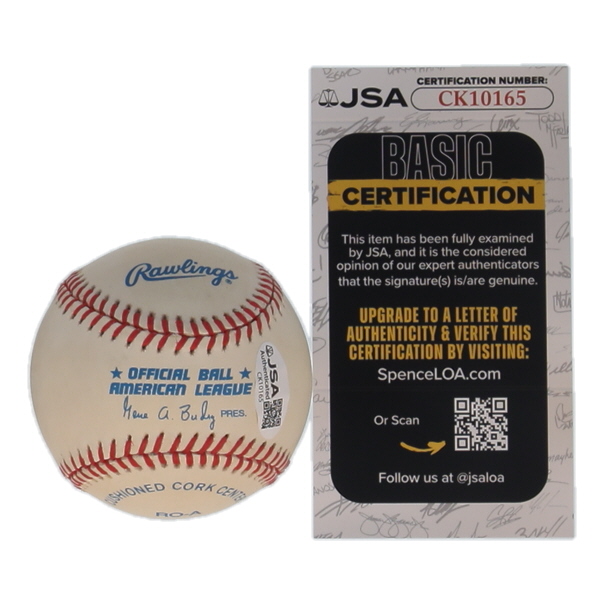 Rawlings
OFFICIAL BALL
AMERICAN LEAGUE
Gene A. Budig PRES.
CUSHIONED CORK CENTE
RO-A
JSA
Authenticated
CK10165
CERTIFICATION NUMBER:
JSA CK10165
BASIC
CERTIFICATION
This item has been fully examined
by JSA, and it is the considered
opinion of our expert authenticators
that the signature(s) is/are genuine.
UPGRADE TO A LETTER OF
AUTHENTICITY & VERIFY THIS
CERTIFICATION BY VISITING:
SpenceLOA.com
Or Scan
Follow us at @jsaloa